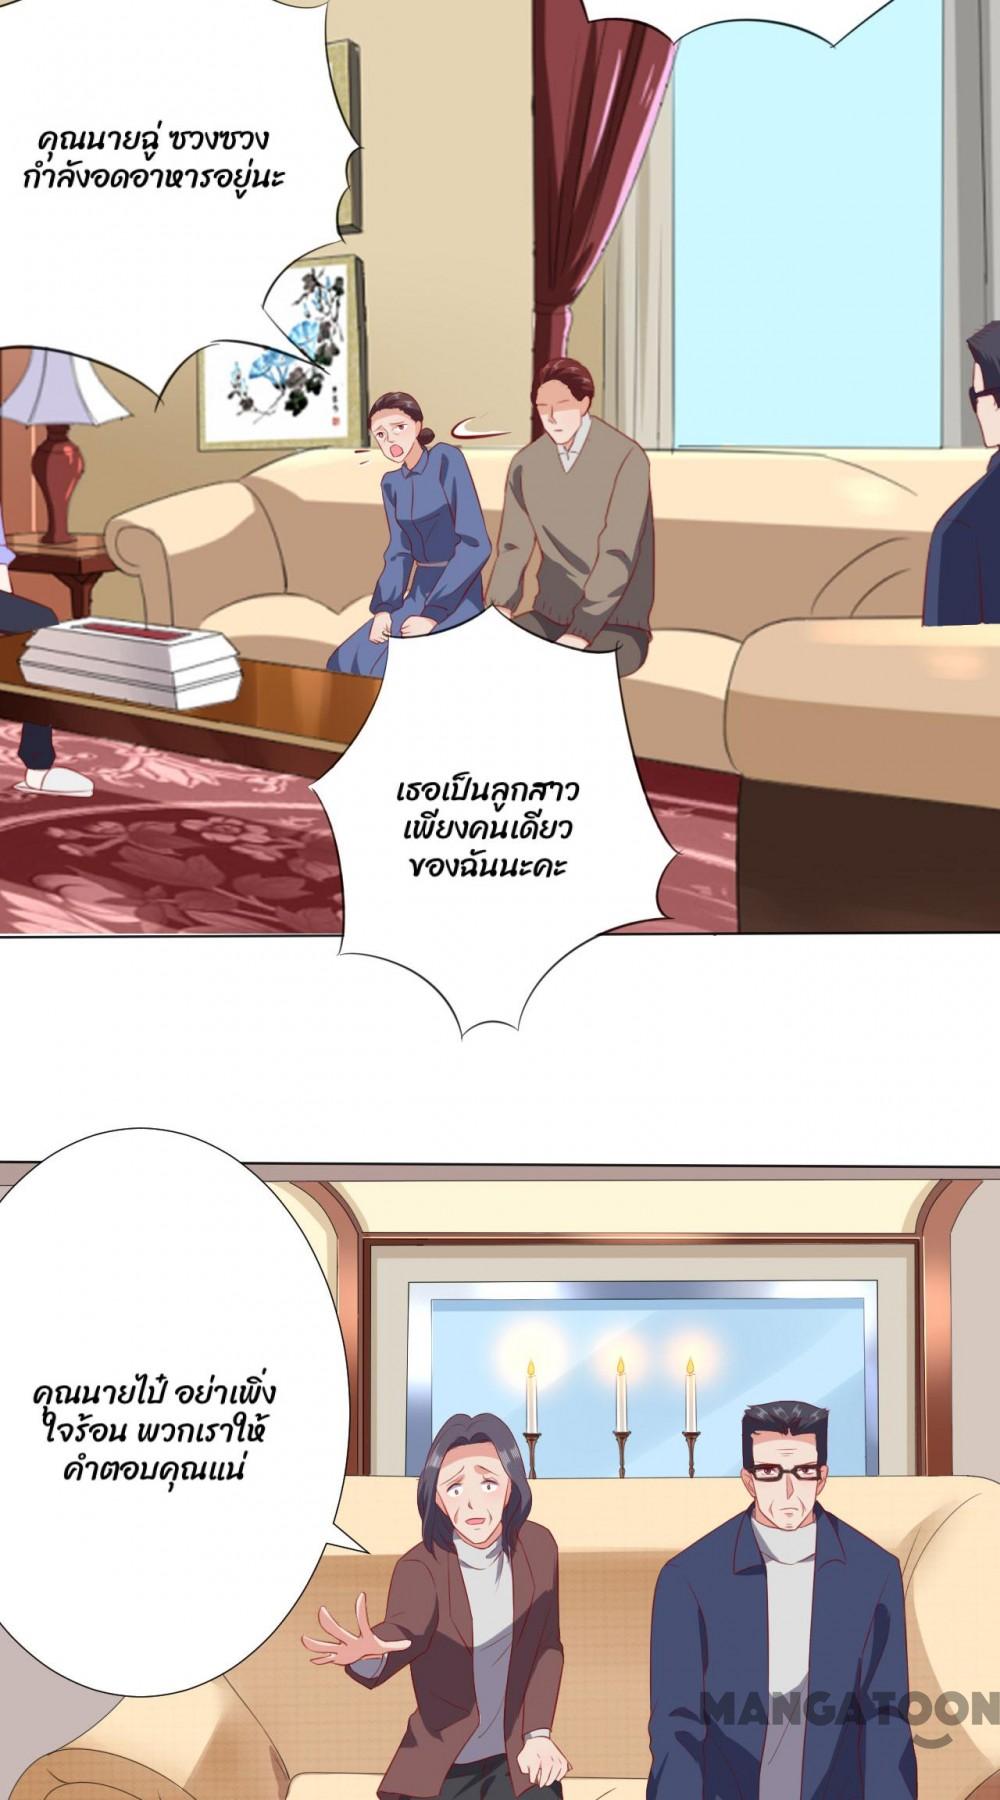 คุณนายฉู่ ซวงซวง
กำลังอดอาหารอยู่นะ
เธอเป็นลูกสาว
เพียงคนเดียว
ของฉันนะคะ
คุณนายไป๋ อย่าเพิ่ง
ใจร้อน พวกเราให้
คำตอบคุณแน่
MANGATOON